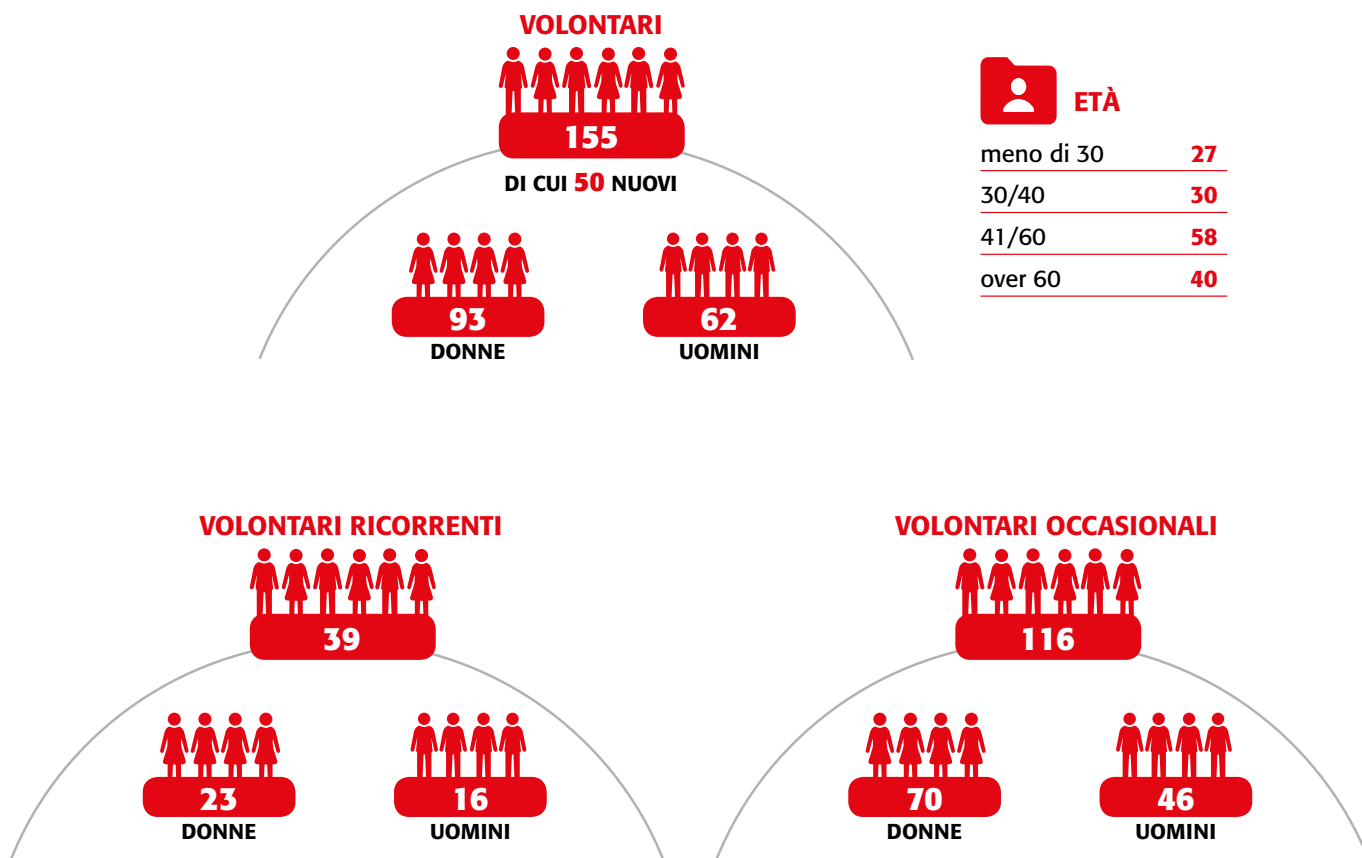 VOLONTARI
155
DI CUI 50 NUOVI
93
DONNE
62
UOMINI
ETÀ
meno di 30 27
30/40 30
41/60 58
over 60 40
VOLONTARI RICORRENTI
39
23
DONNE
16
UOMINI
VOLONTARI OCCASIONALI
116
70
DONNE
46
UOMINI